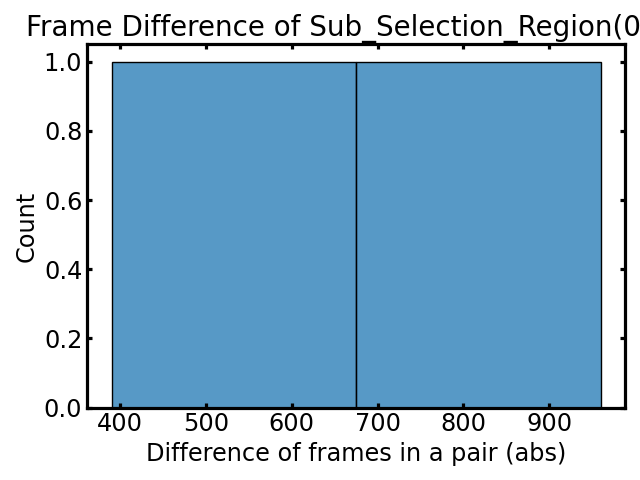 Frame Difference of Sub_Selection_Region(0
1.0
0.8
0.6
0.4
0.2
0.0
Count
400 500 600 700 800 900
Difference of frames in a pair (abs)